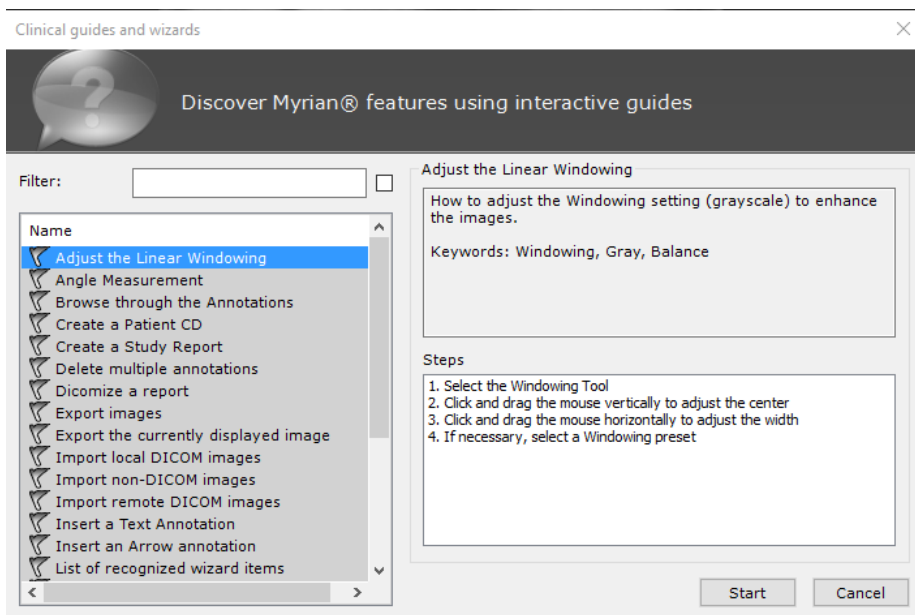 Clinical guides and wizards
Discover Myrian® features using interactive guides
Filter:
Name
Adjust the Linear Windowing
Angle Measurement
Browse through the Annotations
Create a Patient CD
Create a Study Report
Delete multiple annotations
Dicomize a report
Export images
Export the currently displayed image
Import local DICOM images
Import non-DICOM images
Import remote DICOM images
Insert a Text Annotation
Insert an Arrow annotation
List of recognized wizard items
Adjust the Linear Windowing
How to adjust the Windowing setting (grayscale) to enhance
the images.
Keywords: Windowing, Gray, Balance
Steps
1. Select the Windowing Tool
2. Click and drag the mouse vertically to adjust the center
3. Click and drag the mouse horizontally to adjust the width
4. If necessary, select a Windowing preset
Start
Cancel